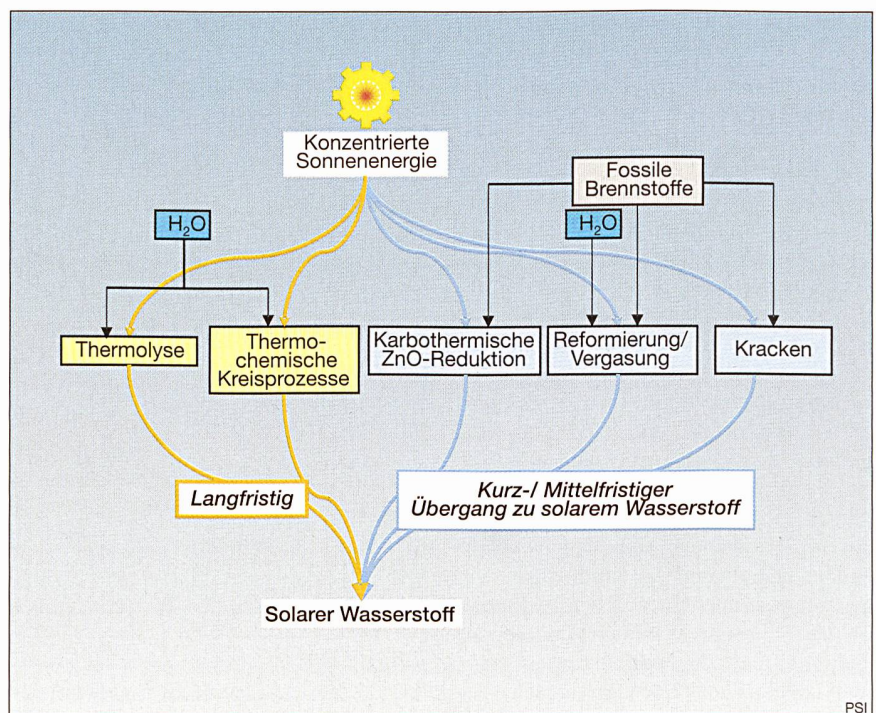 Konzentrierte
Sonnenenergie
Fossile
Brennstoffe
H₂O
H₂O
Thermolyse
Thermo-
chemische
Kreisprozesse
Karbothermische
ZnO-Reduktion
Reformierung/
Vergasung
Kracken
Langfristig
Kurz-/ Mittelfristiger
Übergang zu solarem Wasserstoff
Solarer Wasserstoff
PSI